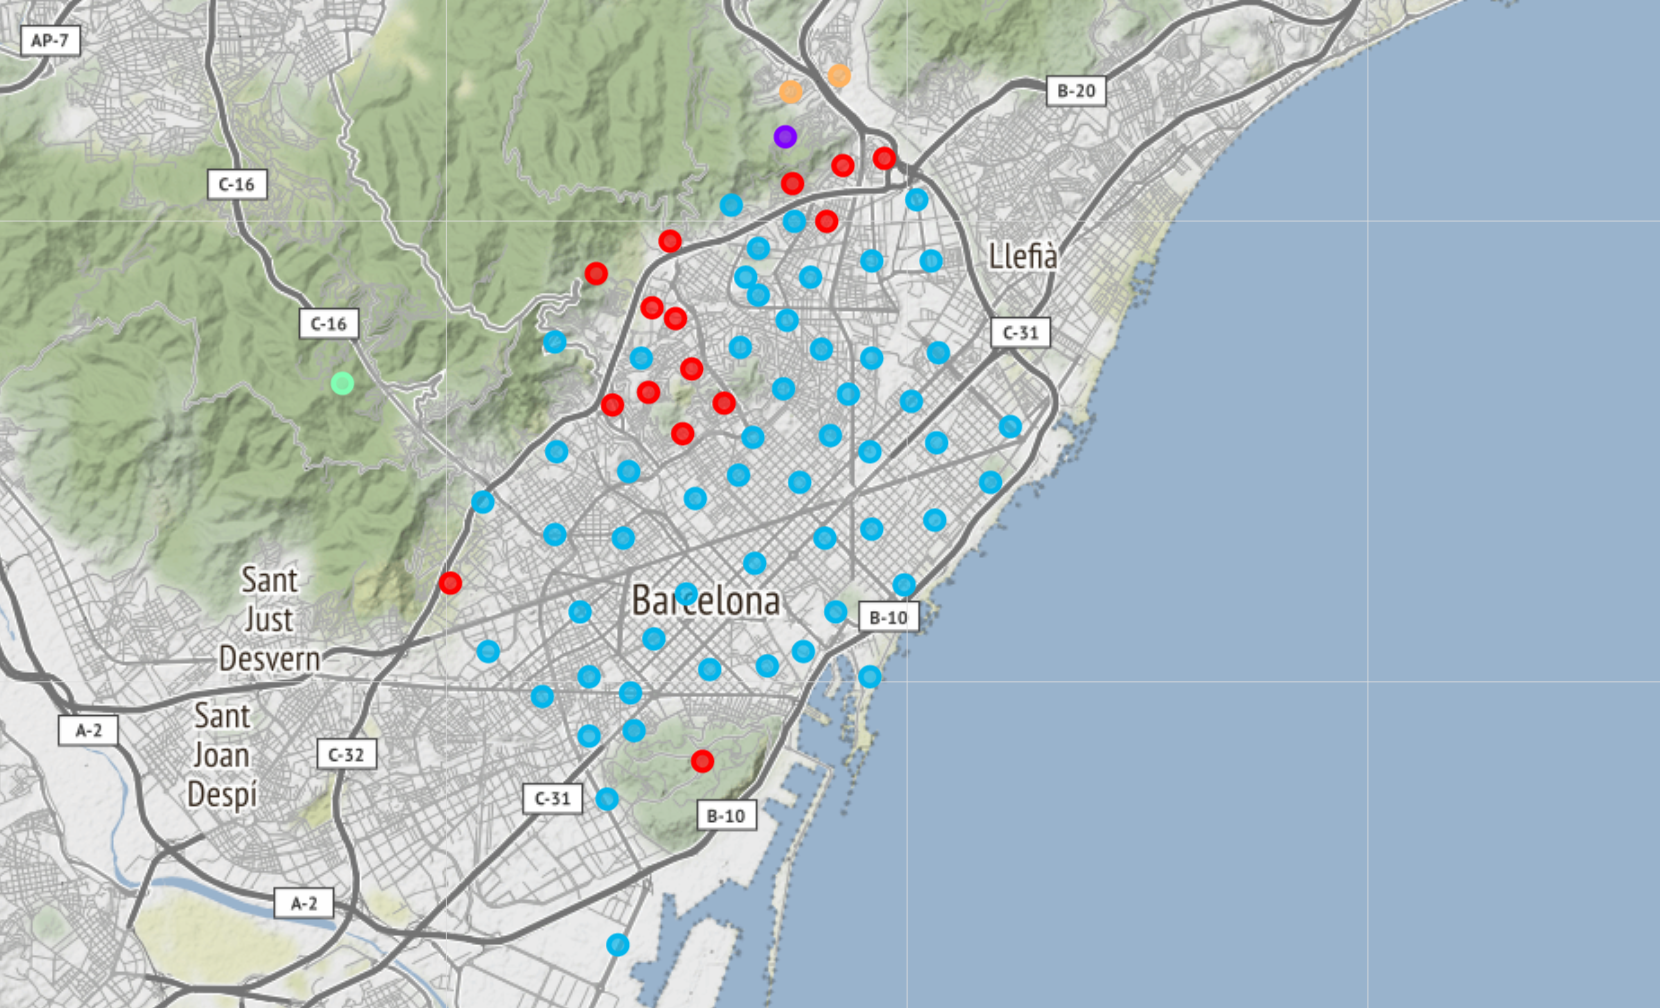 AP-7
B-20
C-16
Llefià
C-16
C-31
Sant
Just
Desvern
Barcelona
B-10
Sant
Joan
Despí
A-2
C-32
C-31
B-10
A-2